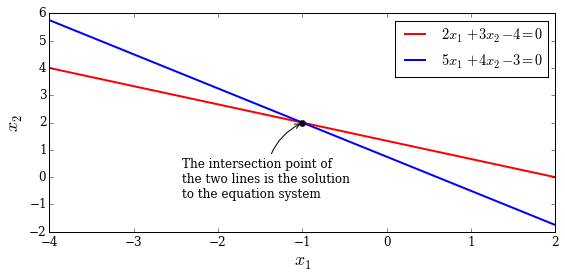 6
5
4
3
2
1
0
−1
−2
x₂
2x₁ +3x₂ −4=0
5x₁ +4x₂ −3=0
The intersection point of
the two lines is the solution
to the equation system
−4 −3 −2 −1 0 1 2
x₁